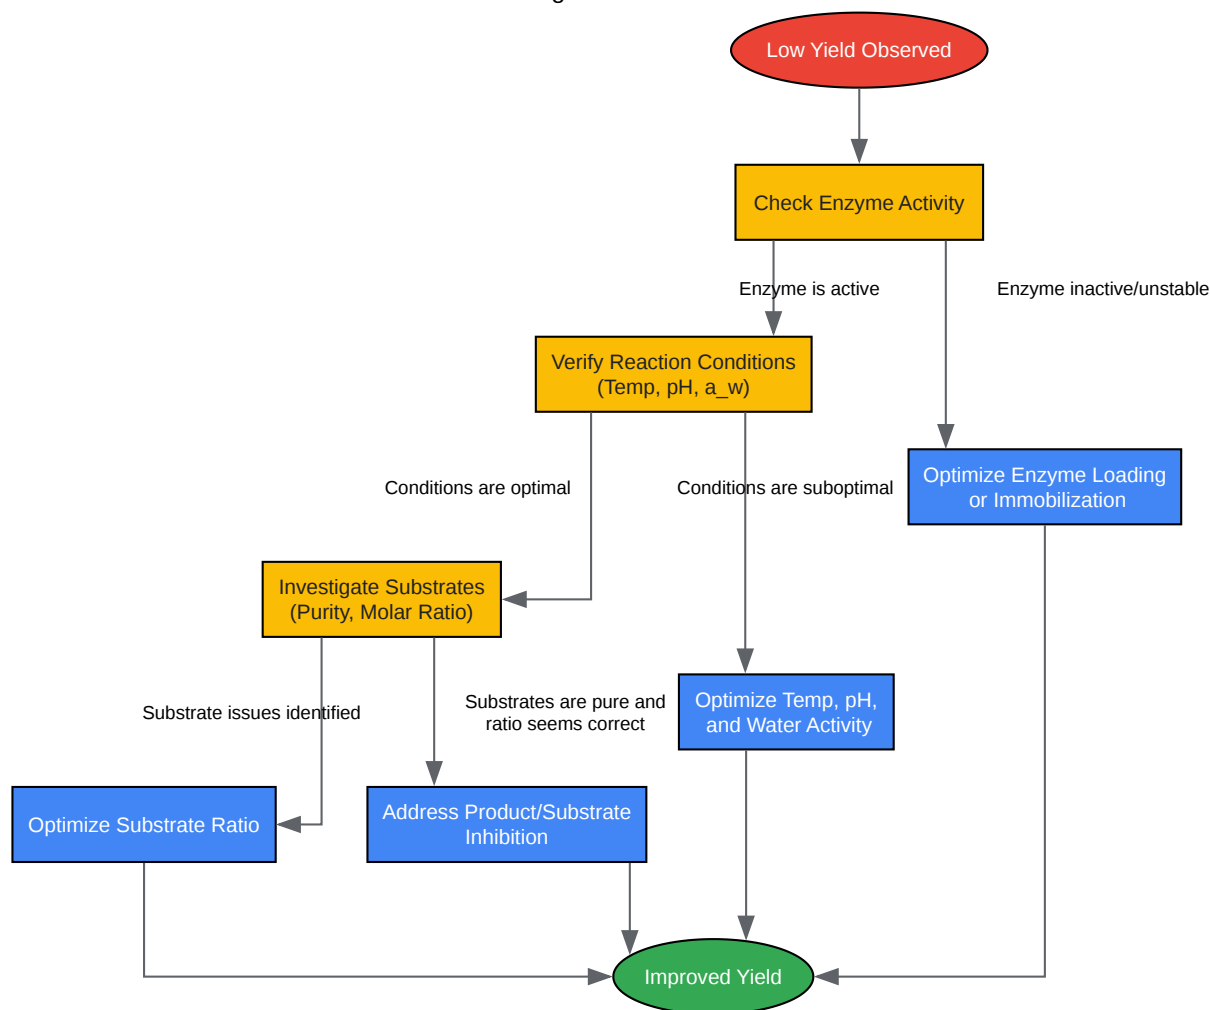 Low Yield Observed
Check Enzyme Activity
Enzyme is active
Enzyme inactive/unstable
Verify Reaction Conditions
(Temp, pH, a_w)
Conditions are optimal
Conditions are suboptimal
Optimize Enzyme Loading
or Immobilization
Investigate Substrates
(Purity, Molar Ratio)
Substrate issues identified
Substrates are pure and
ratio seems correct
Optimize Temp, pH,
and Water Activity
Optimize Substrate Ratio
Address Product/Substrate
Inhibition
Improved Yield